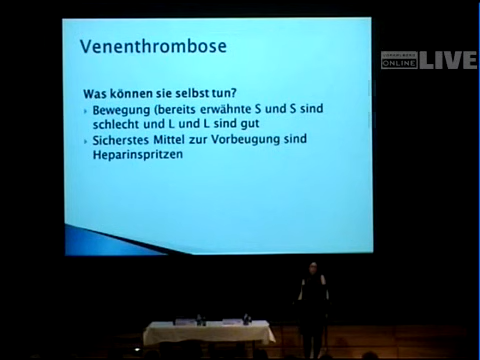 Venenthrombose
ONLINE LIVE
Was können sie selbst tun?
Bewegung (bereits erwähnte S und S sind
schlecht und L und L sind gut
Sicherstes Mittel zur Vorbeugung sind
Heparinspritzen